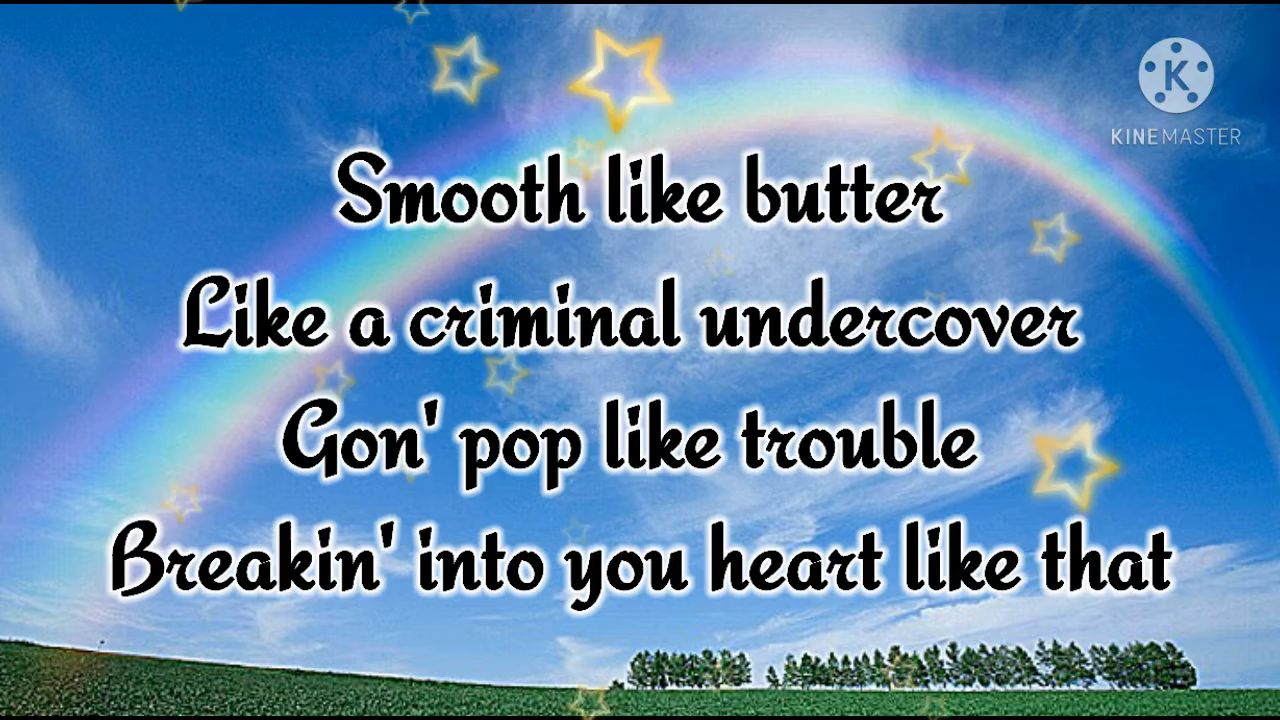 KINEMASTER
Smooth like butter
Like a criminal undercover
Gon' pop like trouble
Breakin' into you heart like that